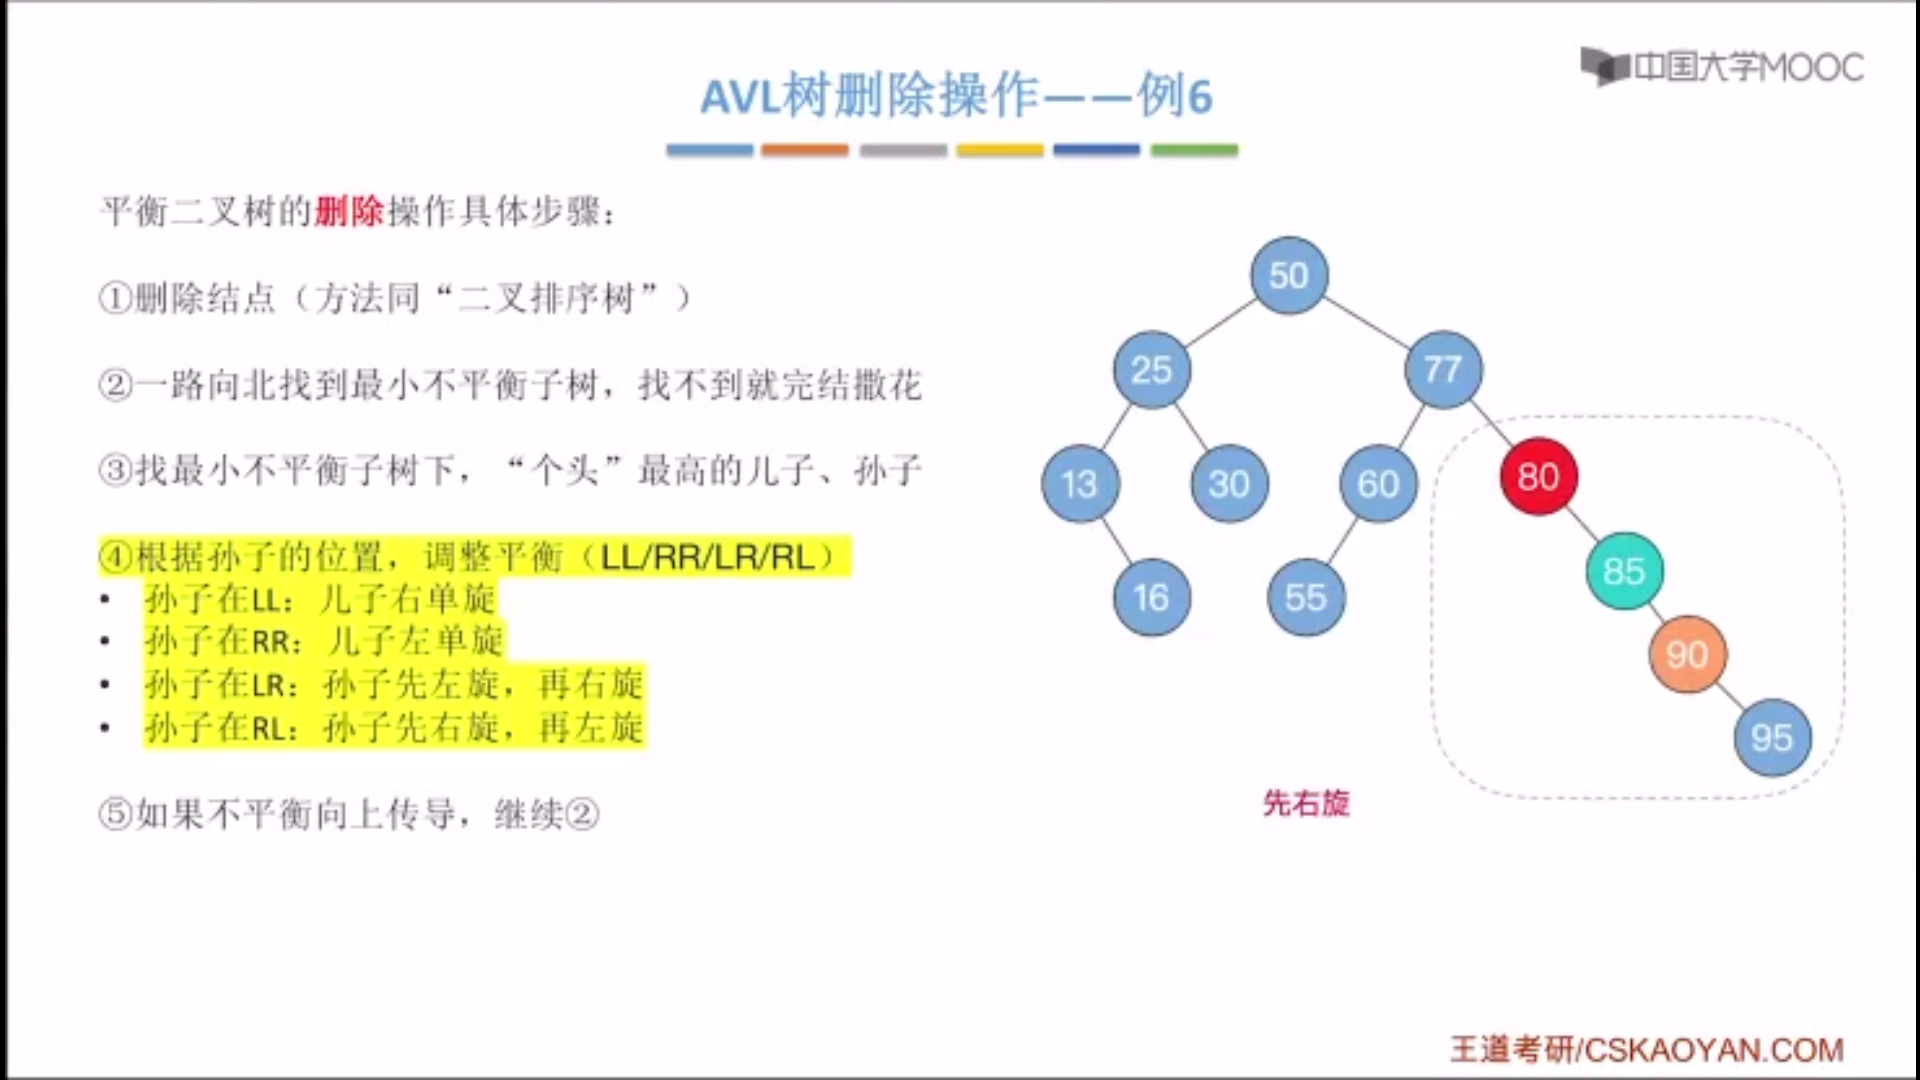 中国大学MOOC
AVL树删除操作——例6
平衡二叉树的删除操作具体步骤：
①删除结点（方法同“二叉排序树”）
②一路向北找到最小不平衡子树，找不到就完结撒花
③找最小不平衡子树下，“个头”最高的儿子、孙子
④根据孙子的位置，调整平衡（LL/RR/LR/RL）
• 孙子在LL：儿子右单旋
• 孙子在RR：儿子左单旋
• 孙子在LR：孙子先左旋，再右旋
• 孙子在RL：孙子先右旋，再左旋
⑤如果不平衡向上传导，继续②
50
25
77
13
30
60
80
16
55
85
90
95
先右旋
王道考研/CSKAOYAN.COM